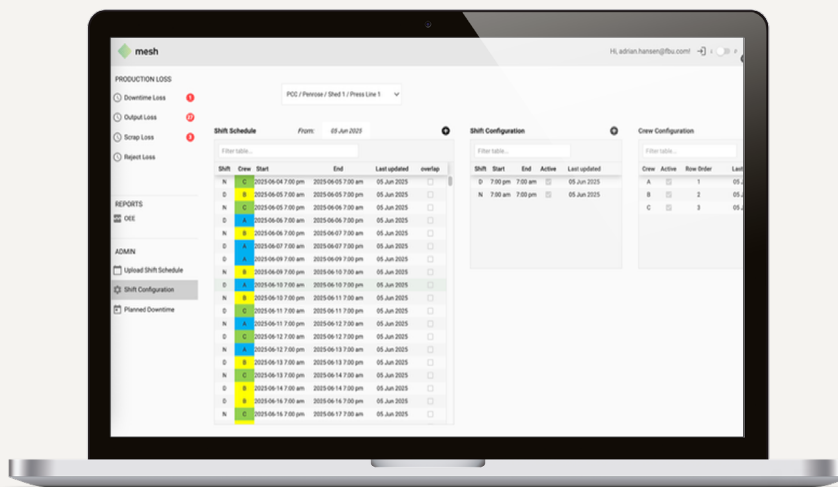 mesh
Hi, adrian.hansen@fbu.com!
PRODUCTION LOSS
Downtime Loss
Output Loss
Scrap Loss
Reject Loss
REPORTS
OEE
ADMIN
Upload Shift Schedule
Shift Configuration
Planned Downtime
PCC / Penrose / Shed 1 / Press Line 1
Shift Schedule From: 05 Jun 2025
Filter table...
Shift Crew Start End Last updated overlap
N C 2025-06-04 7:00 pm 2025-06-05 7:00 am 05 Jun 2025
D B 2025-06-05 7:00 am 2025-06-05 7:00 pm 05 Jun 2025
N C 2025-06-05 7:00 pm 2025-06-06 7:00 am 05 Jun 2025
D A 2025-06-06 7:00 am 2025-06-06 7:00 pm 05 Jun 2025
N B 2025-06-06 7:00 pm 2025-06-07 7:00 am 05 Jun 2025
D A 2025-06-07 7:00 am 2025-06-07 7:00 pm 05 Jun 2025
D A 2025-06-09 7:00 am 2025-06-09 7:00 pm 05 Jun 2025
N B 2025-06-09 7:00 pm 2025-06-10 7:00 am 05 Jun 2025
D A 2025-06-10 7:00 am 2025-06-10 7:00 pm 05 Jun 2025
N B 2025-06-10 7:00 pm 2025-06-11 7:00 am 05 Jun 2025
D C 2025-06-11 7:00 am 2025-06-11 7:00 pm 05 Jun 2025
N A 2025-06-11 7:00 pm 2025-06-12 7:00 am 05 Jun 2025
D C 2025-06-12 7:00 am 2025-06-12 7:00 pm 05 Jun 2025
N A 2025-06-12 7:00 pm 2025-06-13 7:00 am 05 Jun 2025
D B 2025-06-13 7:00 am 2025-06-13 7:00 pm 05 Jun 2025
N C 2025-06-13 7:00 pm 2025-06-14 7:00 am 05 Jun 2025
D B 2025-06-14 7:00 am 2025-06-14 7:00 pm 05 Jun 2025
D B 2025-06-16 7:00 am 2025-06-16 7:00 pm 05 Jun 2025
N C 2025-06-16 7:00 pm 2025-06-17 7:00 am 05 Jun 2025
Shift Configuration
Filter table...
Shift Start End Active Last updated
D 7:00 pm 7:00 am 05 Jun 2025
N 7:00 am 7:00 pm 05 Jun 2025
Crew Configuration
Filter table...
Crew Active Row Order Last
A 1 05
B 2 05
C 3 05